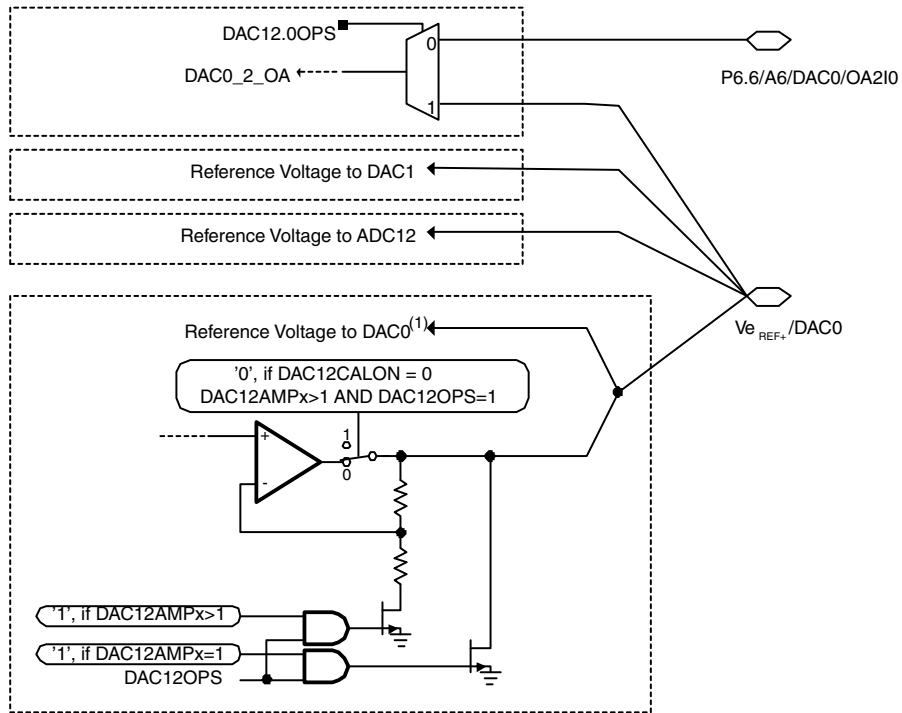 DAC12.0OPS
0
DAC0_2_OA
P6.6/A6/DAC0/OA2I0
1
Reference Voltage to DAC1
Reference Voltage to ADC12
Reference Voltage to DAC0(1)
Ve REF+/DAC0
'0', if DAC12CALON = 0
DAC12AMPx>1 AND DAC12OPS=1
1
+
0
-
'1', if DAC12AMPx>1
'1', if DAC12AMPx=1
DAC12OPS